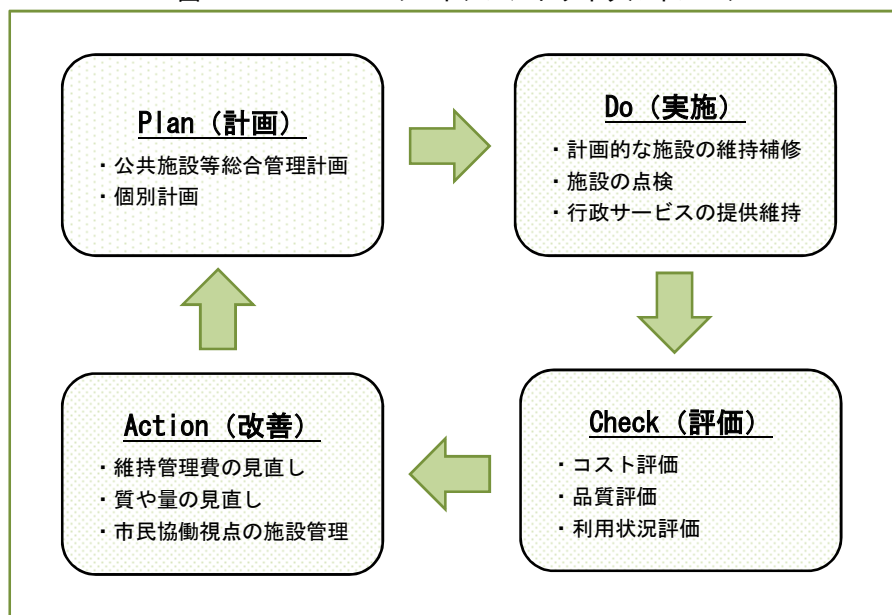 Plan（計画）
・公共施設等総合管理計画
・個別計画
Do（実施）
・計画的な施設の維持補修
・施設の点検
・行政サービスの提供維持
Check（評価）
・コスト評価
・品質評価
・利用状況評価
Action（改善）
・維持管理費の見直し
・質や量の見直し
・市民協働視点の施設管理